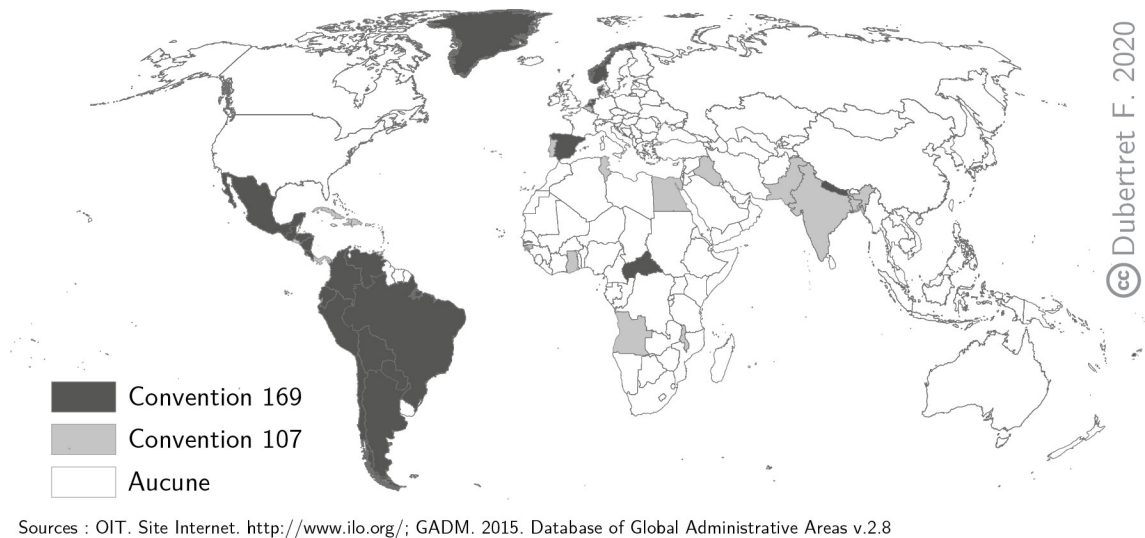 cc Dubertret F. 2020
Convention 169
Convention 107
Aucune
Sources : OIT. Site Internet. http://www.ilo.org/; GADM. 2015. Database of Global Administrative Areas v.2.8